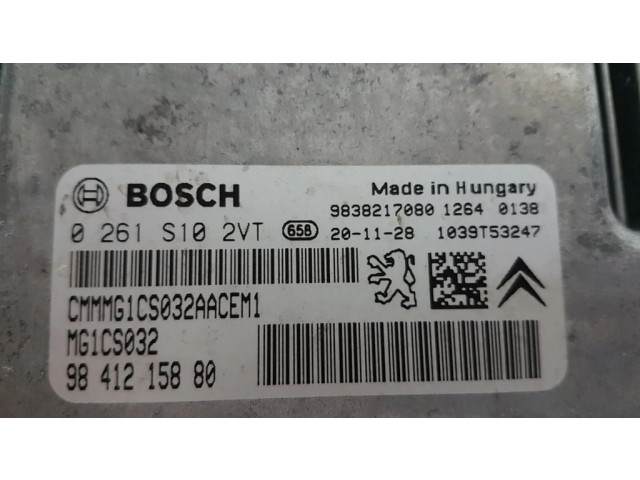 BOSCH
Made in Hungary
9838217080 1264 0138
0 261 S10 2VT 658 20-11-28 1039T53247
CMMMG1CS032AACEM1
MG1CS032
98 412 158 80